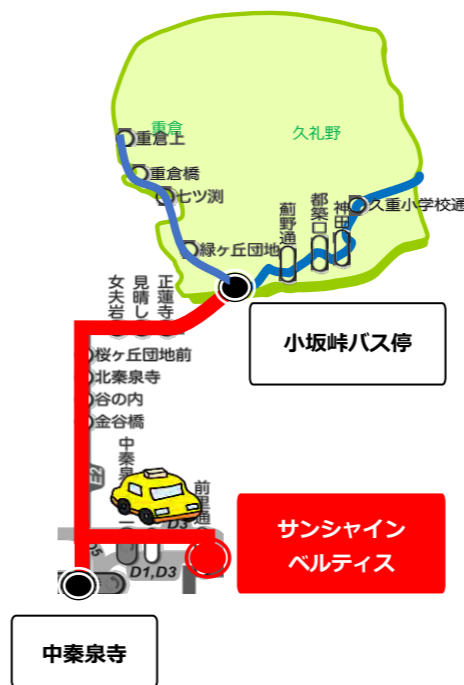 重倉
久礼野
重倉上
重倉橋
七ツ渕
緑ヶ丘団地
薊野通
都築口
神田
久重小学校通
小坂峠バス停
女夫岩
見晴し
正蓮寺
桜ヶ丘団地前
北秦泉寺
谷の内
金谷橋
中秦泉
前里通
E2
D3
D5
D1,D3
サンシャイン
ベルティス
中秦泉寺